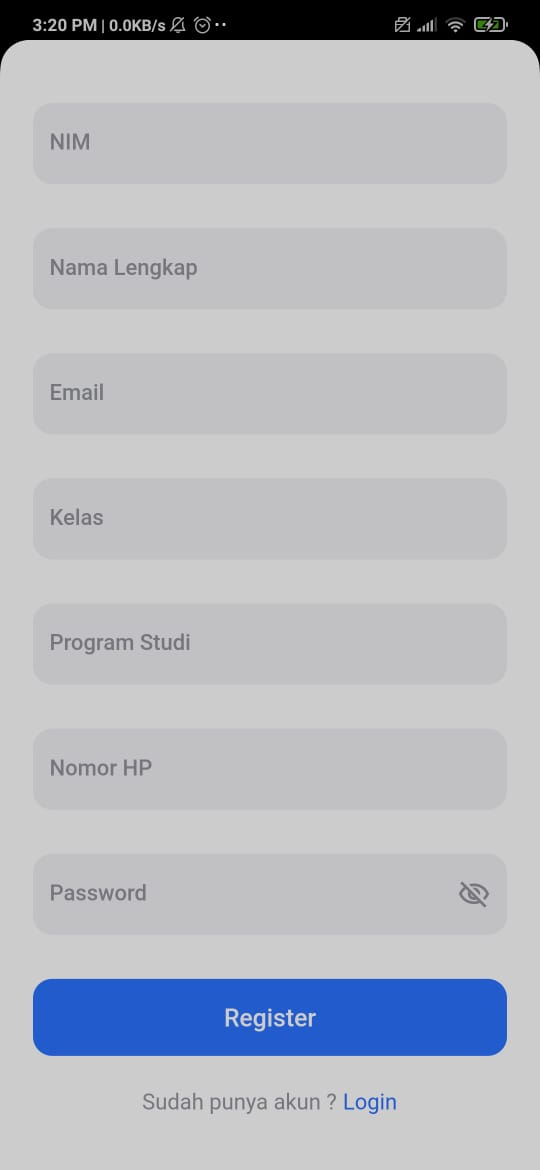 3:20 PM | 0.0KB/s
NIM
Nama Lengkap
Email
Kelas
Program Studi
Nomor HP
Password
Register
Sudah punya akun ? Login